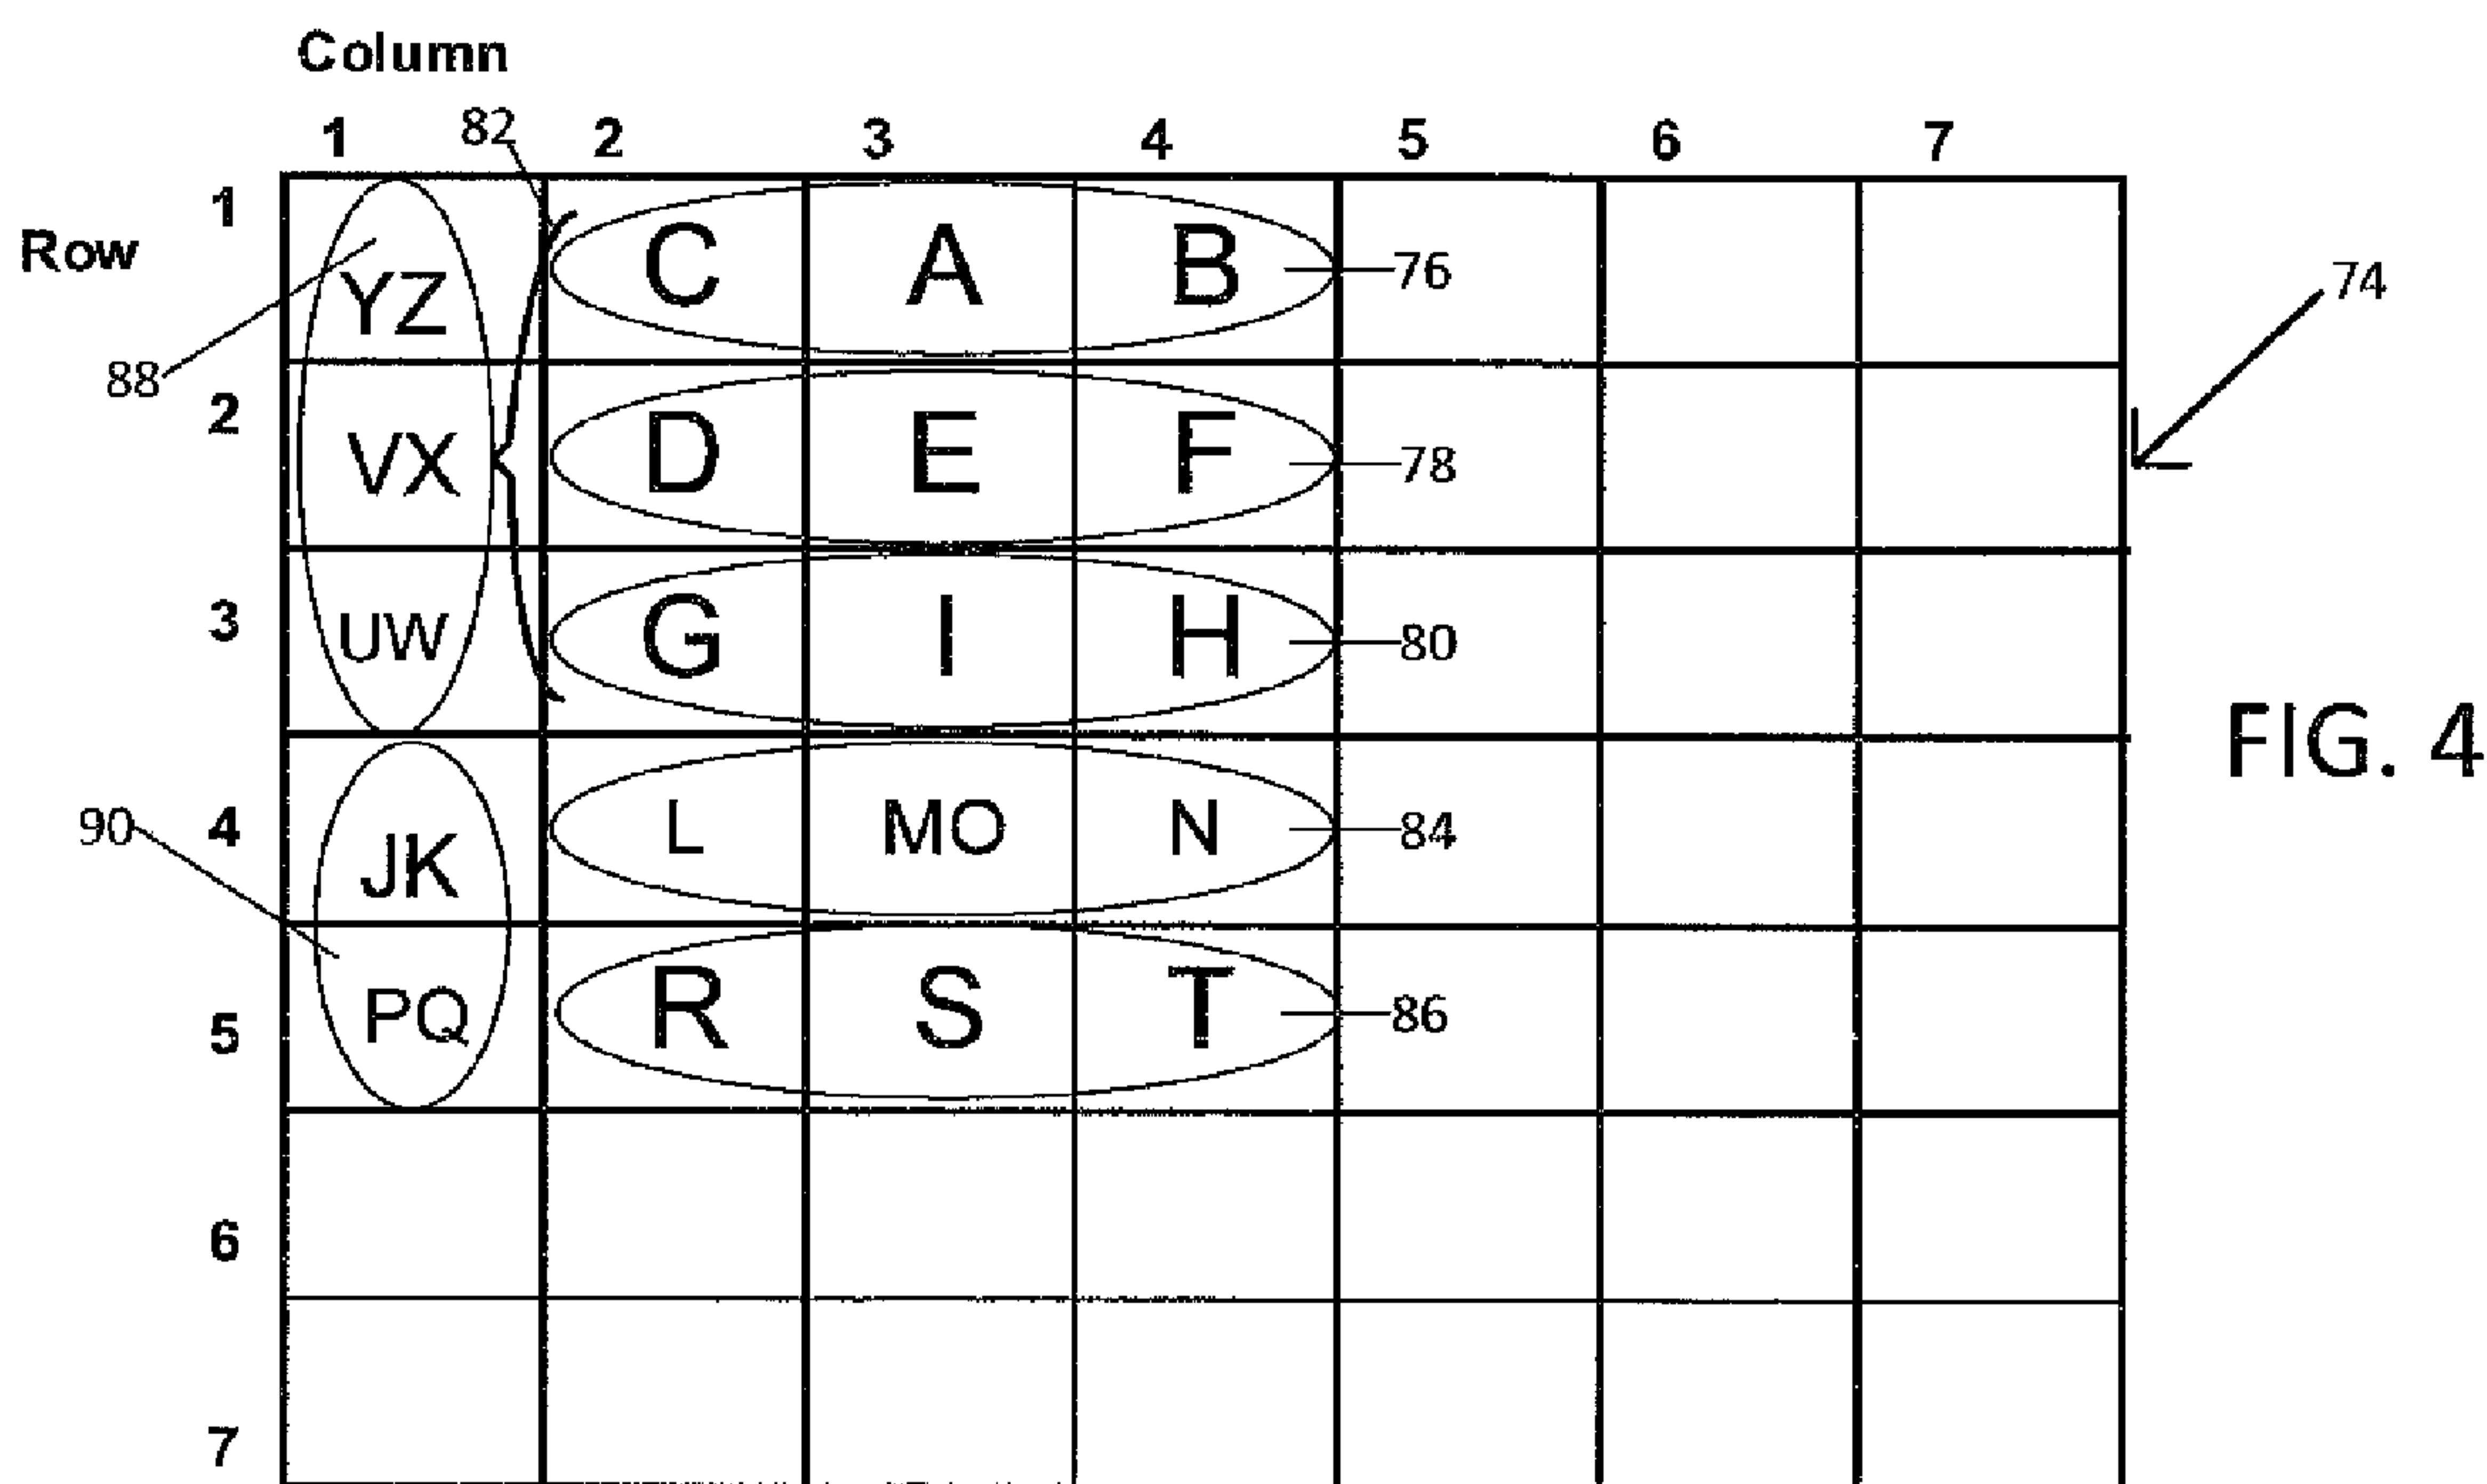 Column
1 82 2 3 4 5 6 7
1 C A B 76 74
Row YZ
88
2 VX D E F 78
3 UW G I H 80
FIG. 4
90 4 JK L MO N 84
5 PQ R S T 86
6
7